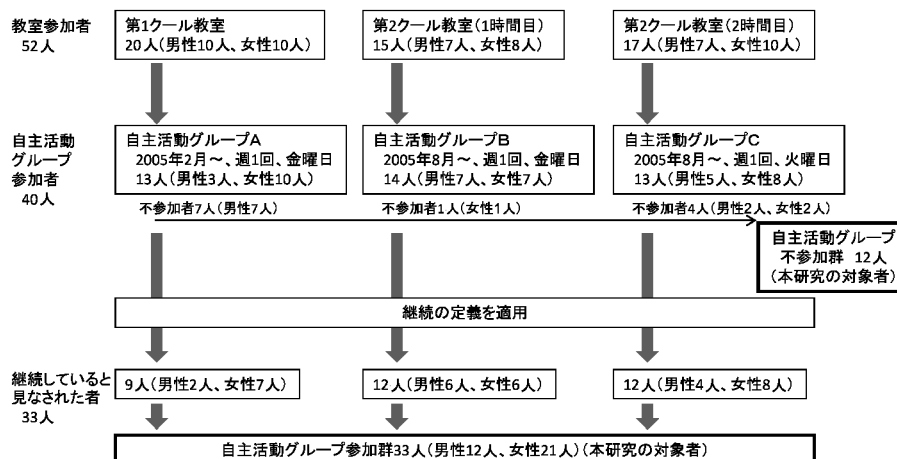 教室参加者
52人
第1クール教室
20人(男性10人、女性10人)
第2クール教室(1時間目)
15人(男性7人、女性8人)
第2クール教室(2時間目)
17人(男性7人、女性10人)
自主活動
グループ
参加者
40人
自主活動グループA
2005年2月~、週1回、金曜日
13人(男性3人、女性10人)
自主活動グループB
2005年8月~、週1回、金曜日
14人(男性7人、女性7人)
自主活動グループC
2005年8月~、週1回、火曜日
13人(男性5人、女性8人)
不参加者7人(男性7人)
不参加者1人(女性1人)
不参加者4人(男性2人、女性2人)
自主活動グループ
不参加群 12人
(本研究の対象者)
継続の定義を適用
継続していると
見なされた者
33人
9人(男性2人、女性7人)
12人(男性6人、女性6人)
12人(男性4人、女性8人)
自主活動グループ参加群33人(男性12人、女性21人)(本研究の対象者)